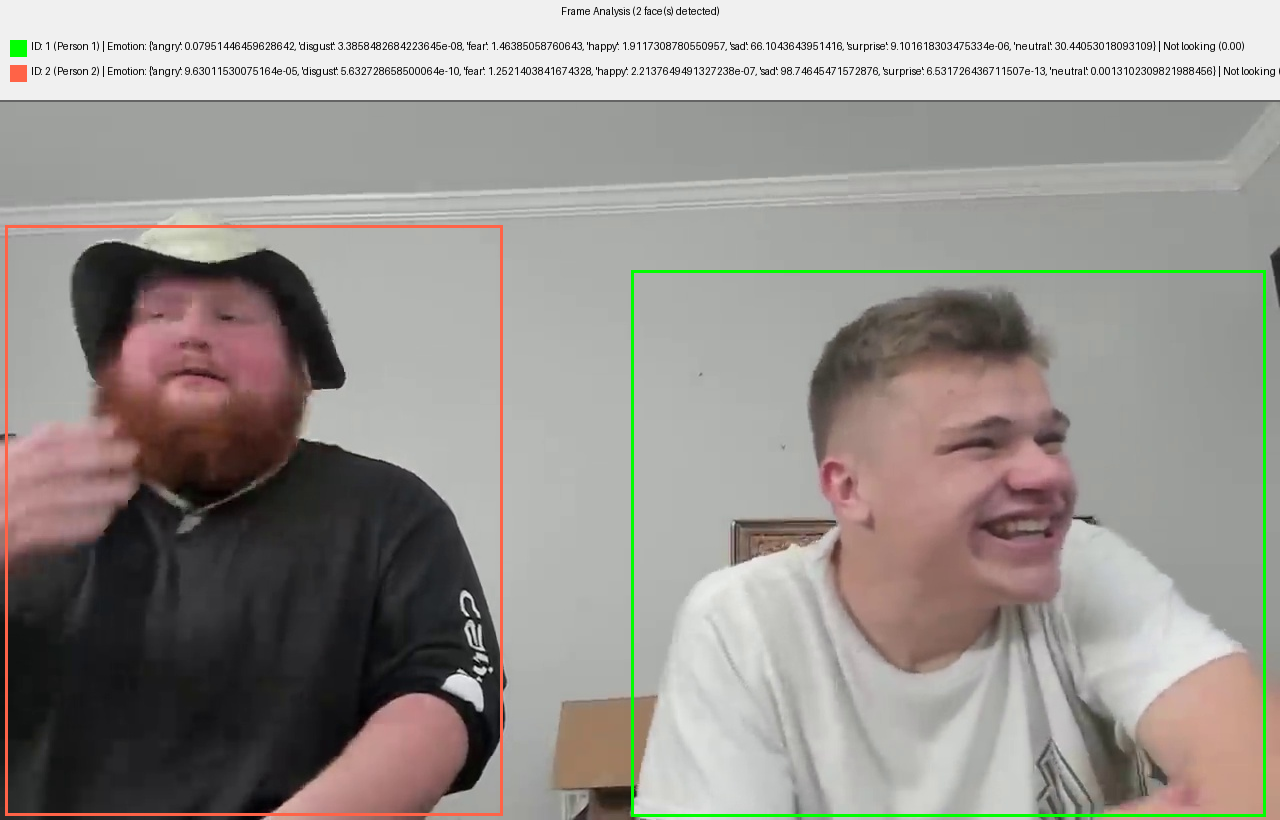 Frame Analysis (2 face(s) detected)
ID: 1 (Person 1) | Emotion: {'angry': 0.07951446459628642, 'disgust': 3.3858482684223645e-08, 'fear': 1.46385058760643, 'happy': 1.9117308780550957, 'sad': 66.1043643951416, 'surprise': 9.101618303475334e-06, 'neutral': 30.44053018093109} | Not looking (0.00)
ID: 2 (Person 2) | Emotion: {'angry': 9.63011530075164e-05, 'disgust': 5.632728658500064e-10, 'fear': 1.2521403841674328, 'happy': 2.2137649491327238e-07, 'sad': 98.74645471572876, 'surprise': 6.531726436711507e-13, 'neutral': 0.0013102309821988456} | Not looking (